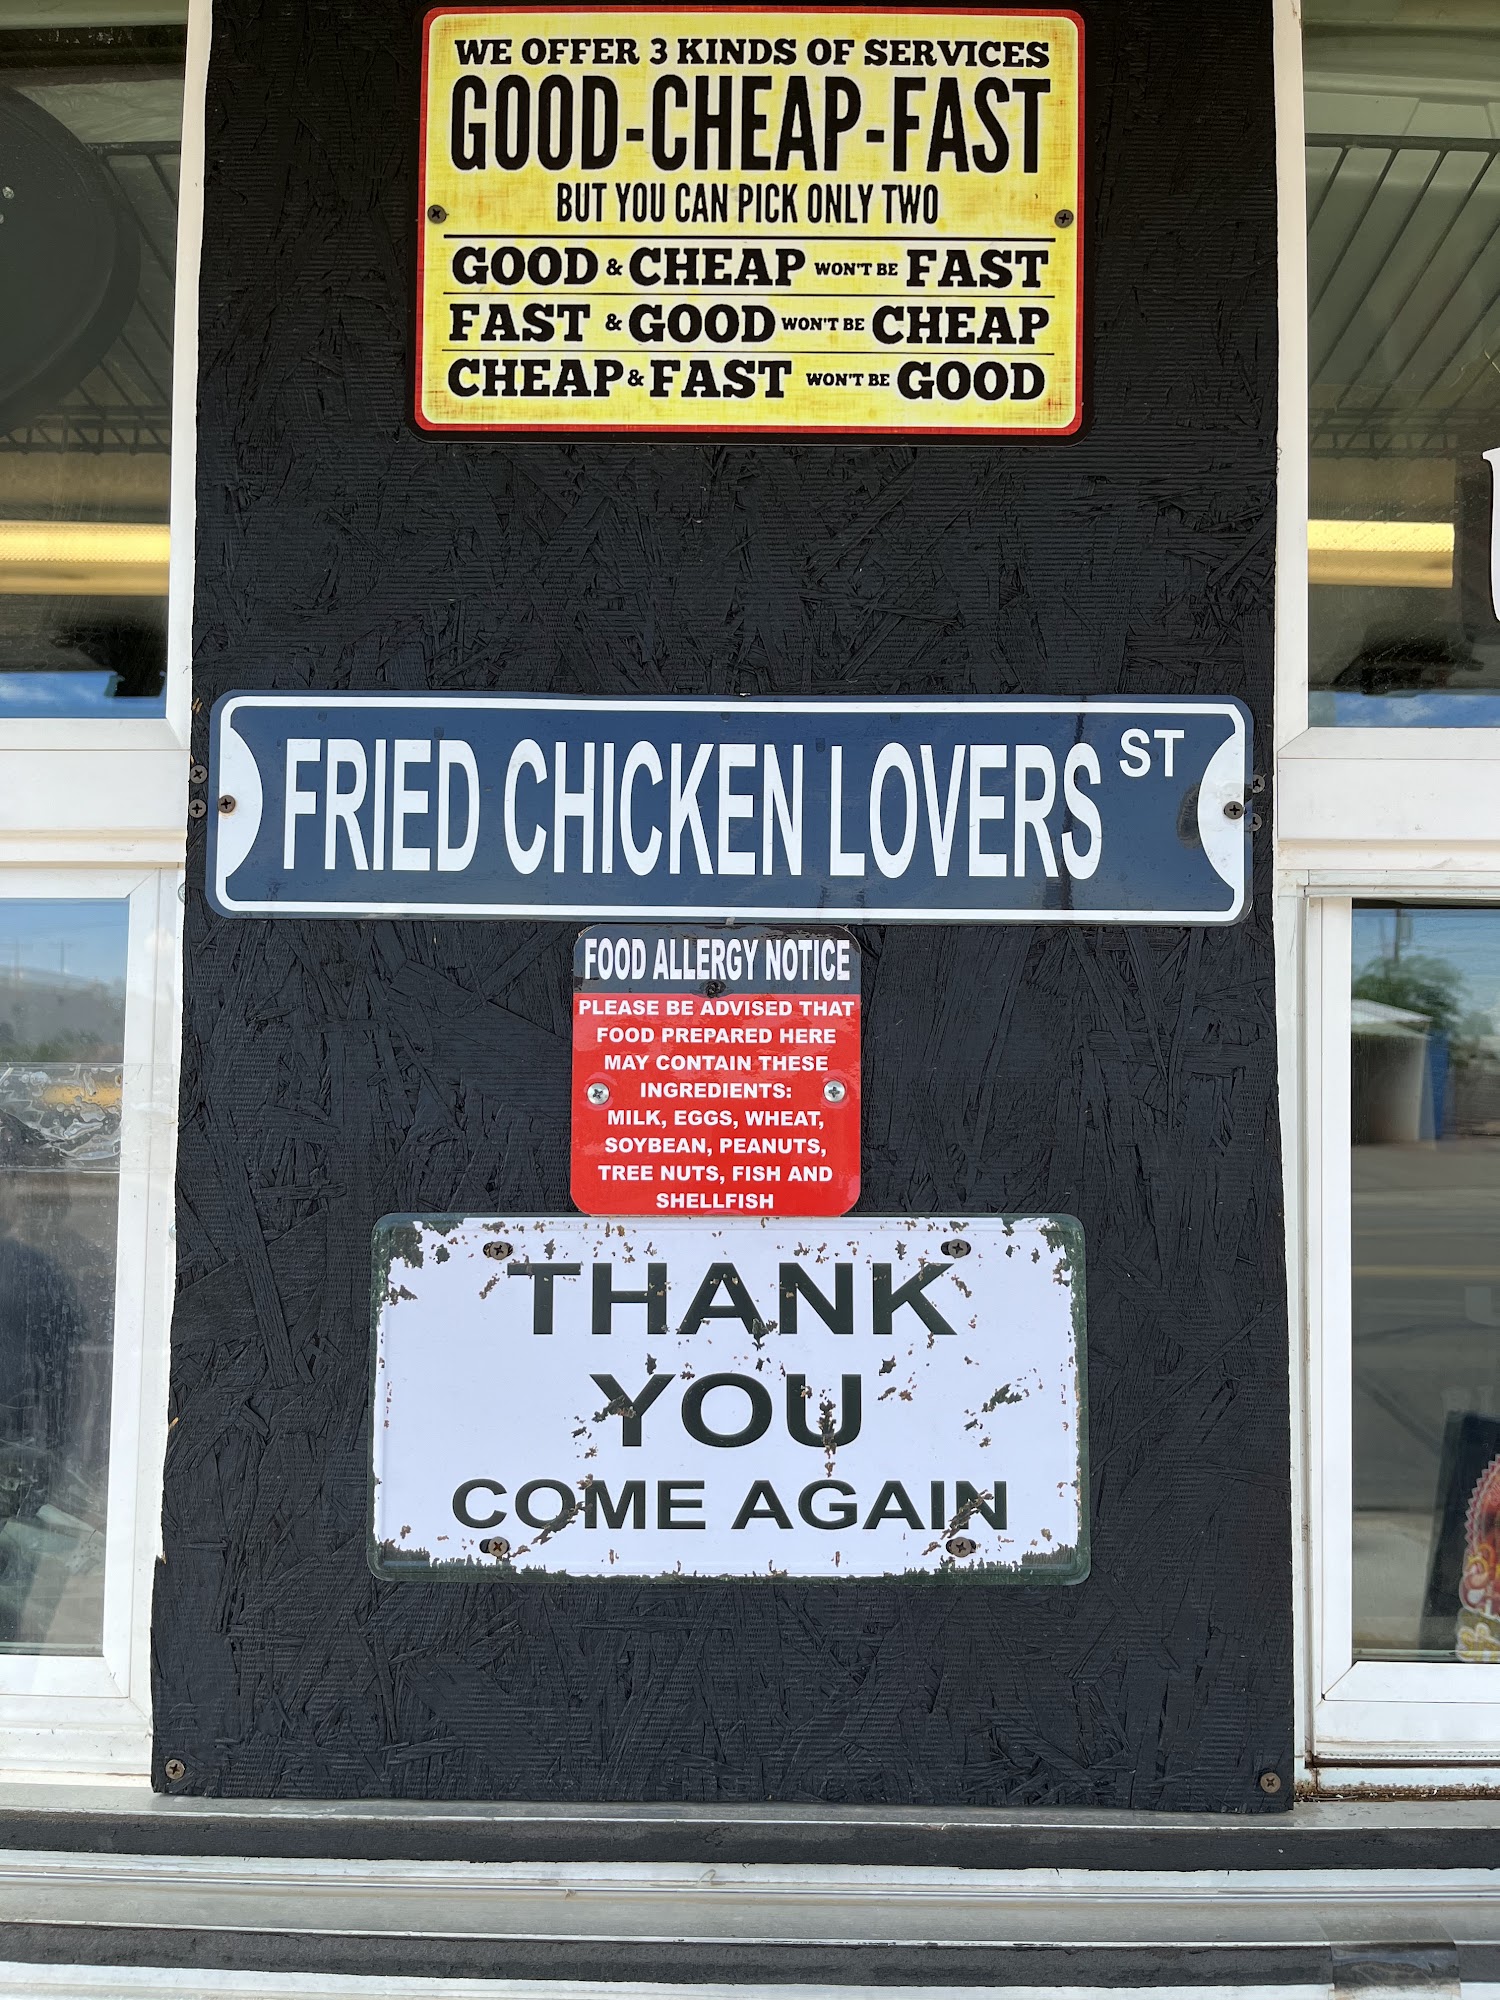 WE OFFER 3 KINDS OF SERVICES
GOOD-CHEAP-FAST
BUT YOU CAN PICK ONLY TWO
GOOD & CHEAP WON'T BE FAST
FAST & GOOD WON'T BE CHEAP
CHEAP & FAST WON'T BE GOOD
FRIED CHICKEN LOVERS ST
FOOD ALLERGY NOTICE
PLEASE BE ADVISED THAT
FOOD PREPARED HERE
MAY CONTAIN THESE
INGREDIENTS:
MILK, EGGS, WHEAT,
SOYBEAN, PEANUTS,
TREE NUTS, FISH AND
SHELLFISH
THANK
YOU
COME AGAIN